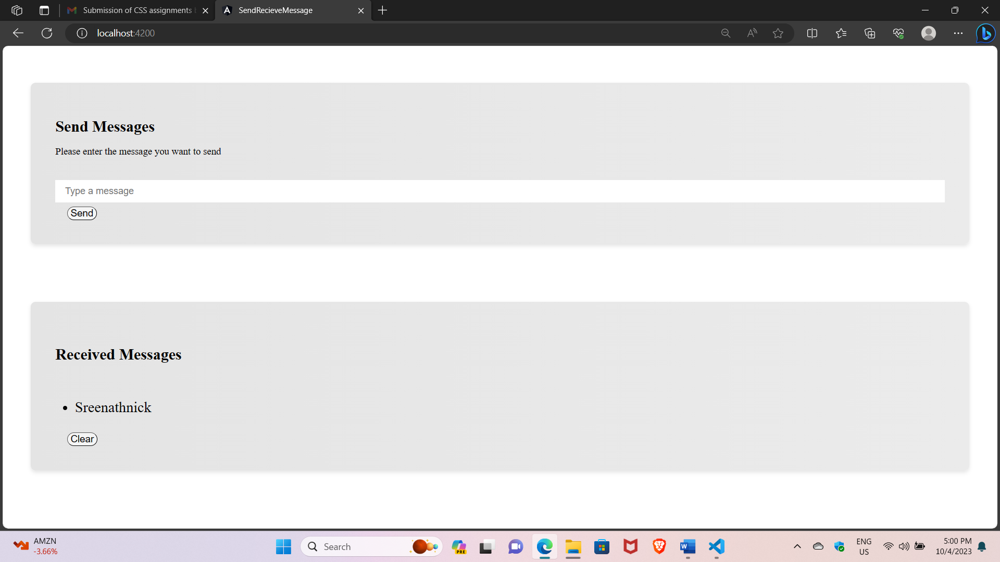 Submission of CSS assignments
SendRecieveMessage
localhost:4200
Send Messages
Please enter the message you want to send
Type a message
Send
Received Messages
Sreenathnick
Clear
AMZN
-3.66%
Search
PRE
ENG
US
5:00 PM
10/4/2023